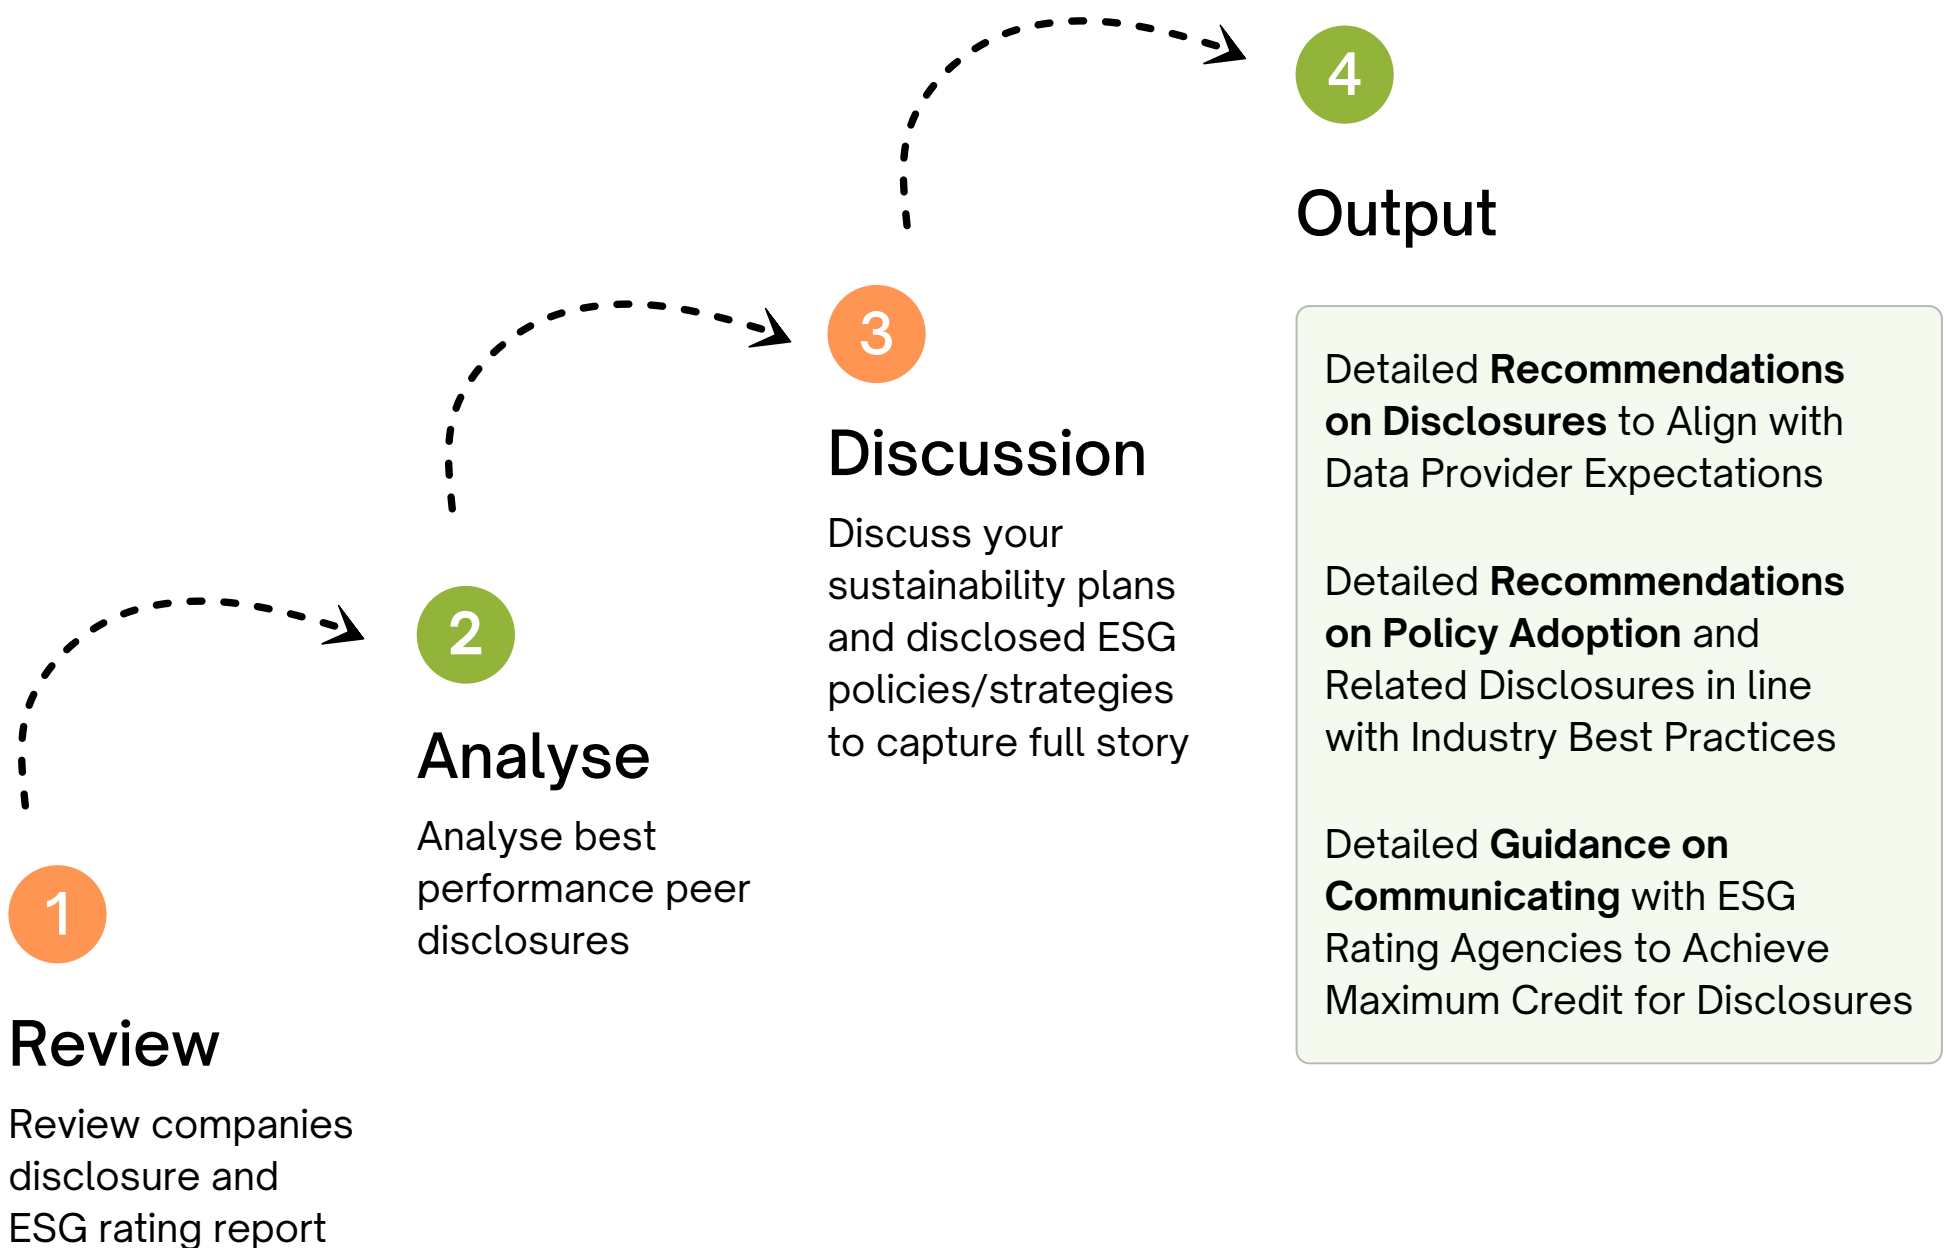 1
Review
Review companies
disclosure and
ESG rating report
2
Analyse
Analyse best
performance peer
disclosures
3
Discussion
Discuss your
sustainability plans
and disclosed ESG
policies/strategies
to capture full story
4
Output
Detailed Recommendations
on Disclosures to Align with
Data Provider Expectations
Detailed Recommendations
on Policy Adoption and
Related Disclosures in line
with Industry Best Practices
Detailed Guidance on
Communicating with ESG
Rating Agencies to Achieve
Maximum Credit for Disclosures